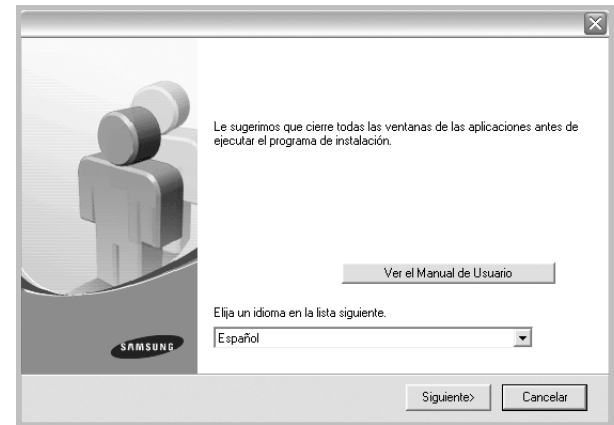 Le sugerimos que cierre todas las ventanas de las aplicaciones antes de
ejecutar el programa de instalación.
Ver el Manual de Usuario
Elija un idioma en la lista siguiente.
Español
SAMSUNG
Siguiente>
Cancelar